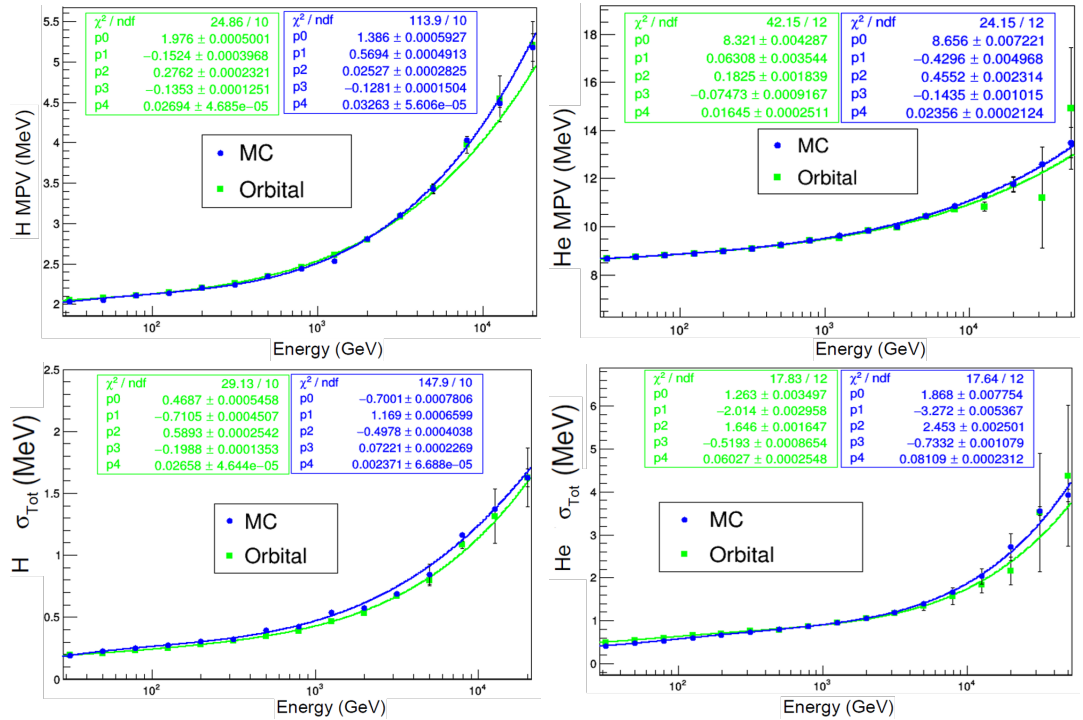 χ² / ndf 24.86 / 10
p0 1.976 ± 0.0005001
p1 −0.1524 ± 0.0003968
p2 0.2762 ± 0.0002321
p3 −0.1353 ± 0.0001251
p4 0.02694 ± 4.685e−05
χ² / ndf 113.9 / 10
p0 1.386 ± 0.0005927
p1 0.5694 ± 0.0004913
p2 0.02527 ± 0.0002825
p3 −0.1281 ± 0.0001504
p4 0.03263 ± 5.606e−05
MC
Orbital
H MPV (MeV)
5.5
5
4.5
4
3.5
3
2.5
2
10²
10³
10⁴
Energy (GeV)
χ² / ndf 42.15 / 12
p0 8.321 ± 0.004287
p1 0.06308 ± 0.003544
p2 0.1825 ± 0.001839
p3 −0.07473 ± 0.0009167
p4 0.01645 ± 0.0002511
χ² / ndf 24.15 / 12
p0 8.656 ± 0.007221
p1 −0.4296 ± 0.004968
p2 0.4552 ± 0.002314
p3 −0.1435 ± 0.001015
p4 0.02356 ± 0.0002124
MC
Orbital
He MPV (MeV)
18
16
14
12
10
8
10²
10³
10⁴
Energy (GeV)
χ² / ndf 29.13 / 10
p0 0.4687 ± 0.0005458
p1 −0.7105 ± 0.0004507
p2 0.5893 ± 0.0002542
p3 −0.1988 ± 0.0001353
p4 0.02658 ± 4.644e−05
χ² / ndf 147.9 / 10
p0 −0.7001 ± 0.0007806
p1 1.169 ± 0.0006599
p2 −0.4978 ± 0.0004038
p3 0.07221 ± 0.0002269
p4 0.002371 ± 6.688e−05
MC
Orbital
H σTot (MeV)
2.5
2
1.5
1
0.5
0
10²
10³
10⁴
Energy (GeV)
χ² / ndf 17.83 / 12
p0 1.263 ± 0.003497
p1 −2.014 ± 0.002958
p2 1.646 ± 0.001647
p3 −0.5193 ± 0.0008654
p4 0.06027 ± 0.0002548
χ² / ndf 17.64 / 12
p0 1.868 ± 0.007754
p1 −3.272 ± 0.005367
p2 2.453 ± 0.002501
p3 −0.7332 ± 0.001079
p4 0.08109 ± 0.0002312
MC
Orbital
He σTot (MeV)
6
5
4
3
2
1
0
10²
10³
10⁴
Energy (GeV)